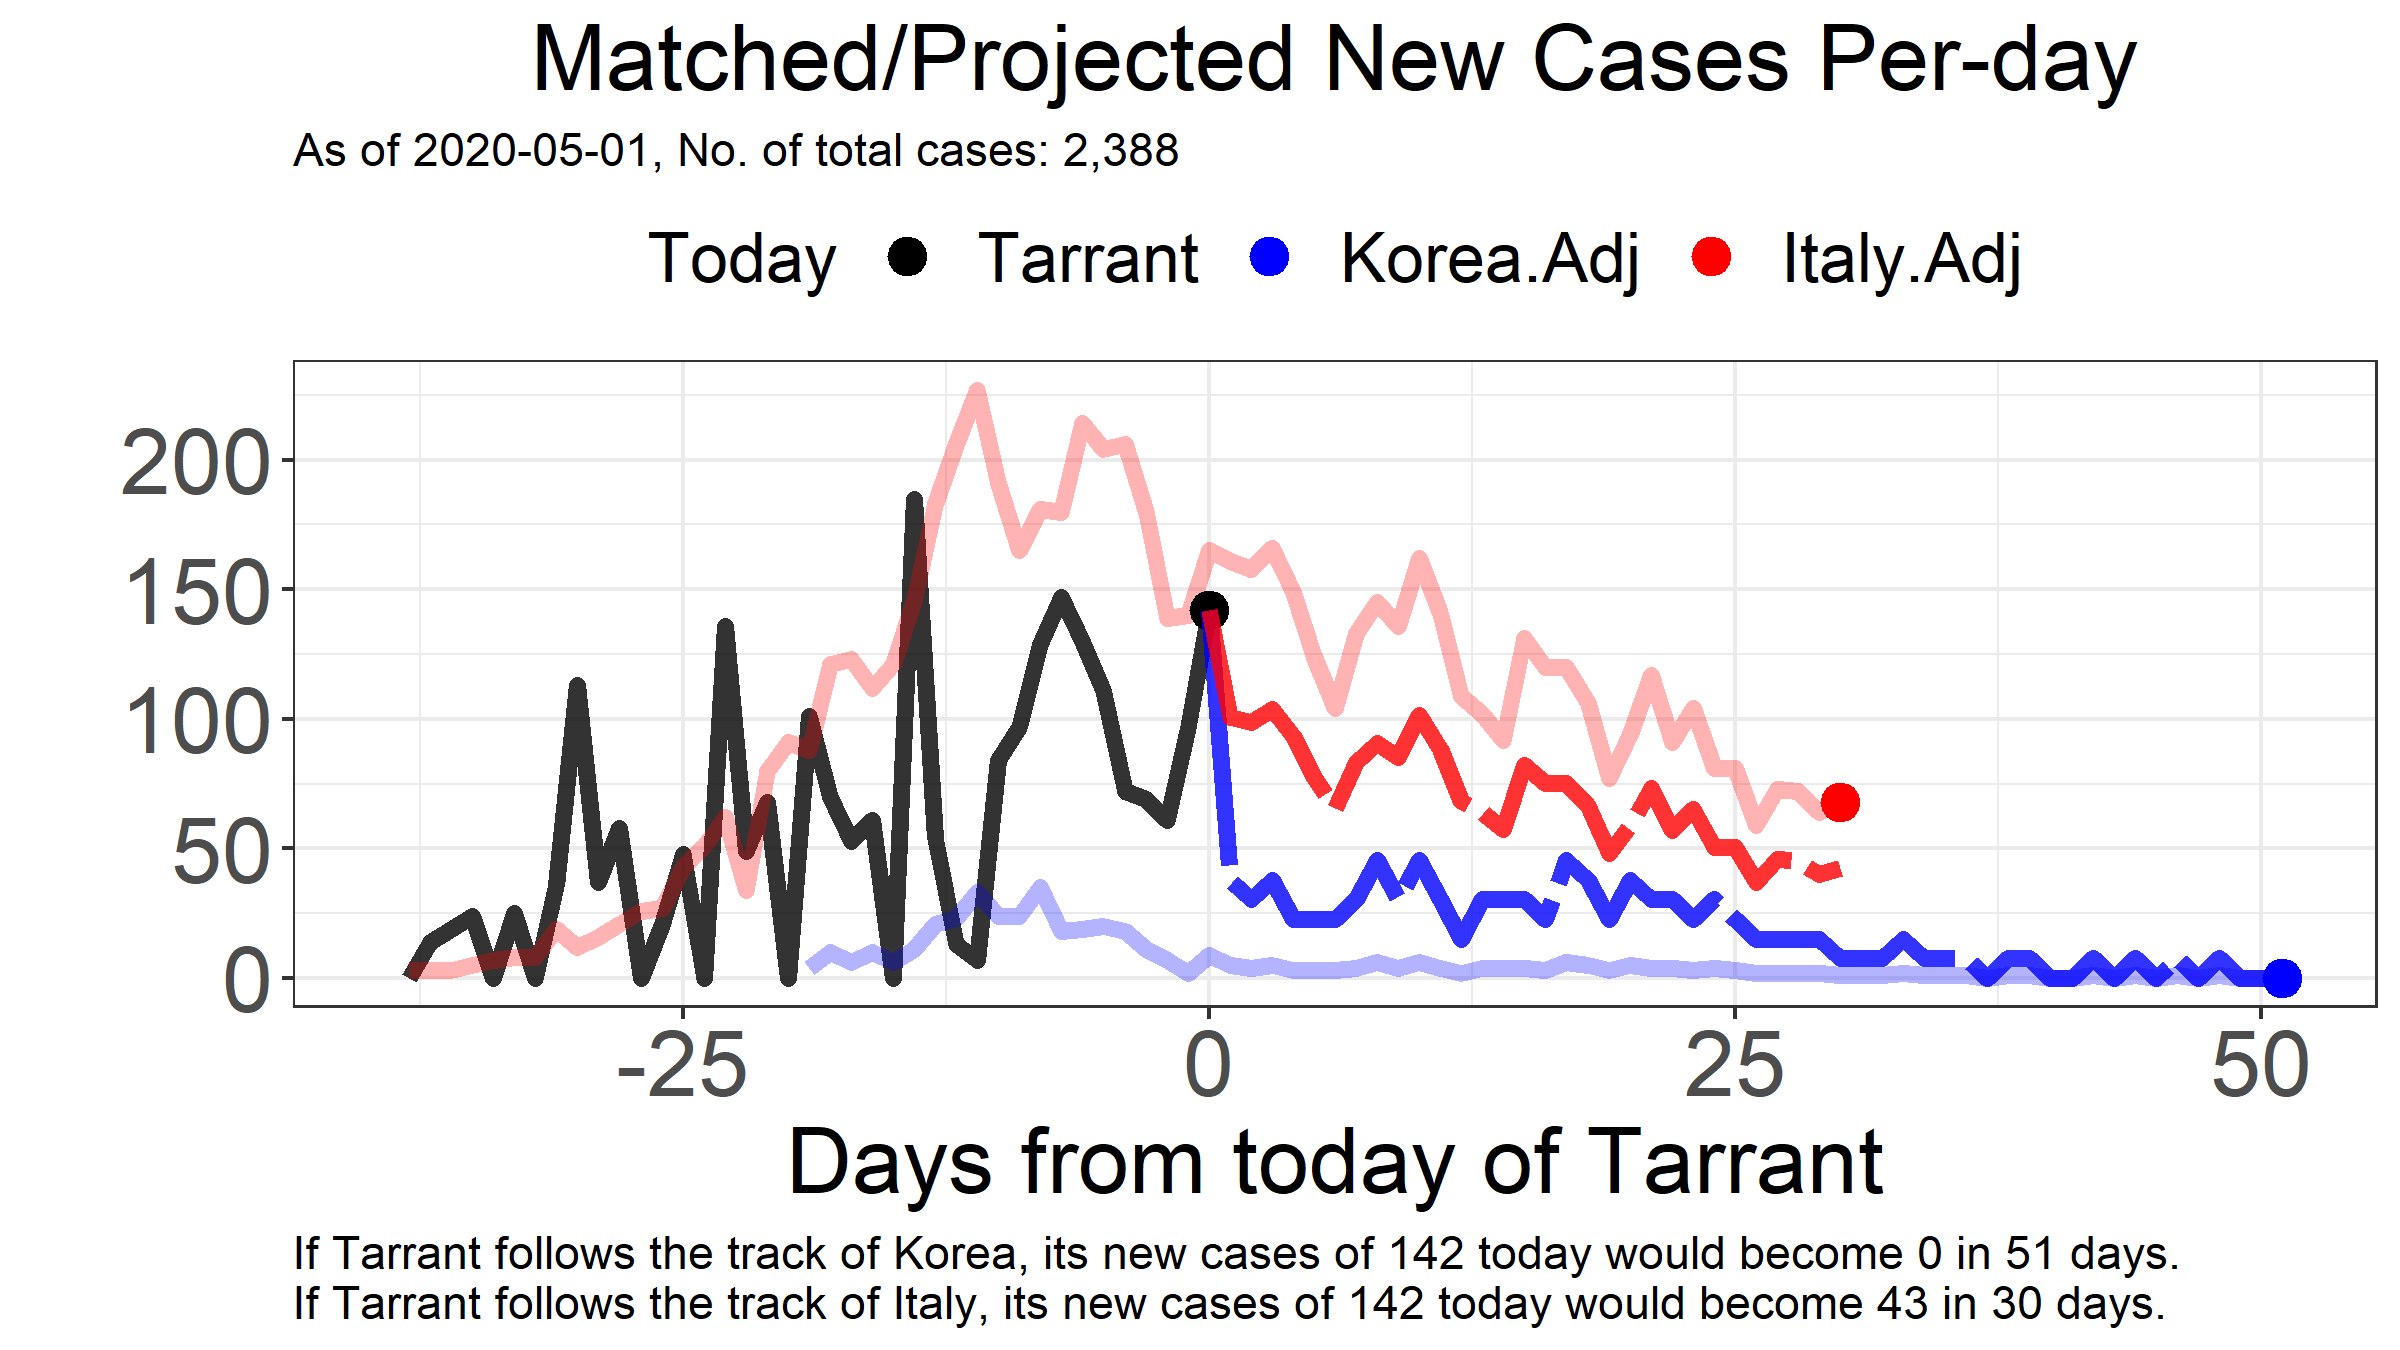 Matched/Projected New Cases Per-day
As of 2020-05-01, No. of total cases: 2,388
Today Tarrant Korea.Adj Italy.Adj
200
150
100
50
0
-25 0 25 50
Days from today of Tarrant
If Tarrant follows the track of Korea, its new cases of 142 today would become 0 in 51 days.
If Tarrant follows the track of Italy, its new cases of 142 today would become 43 in 30 days.